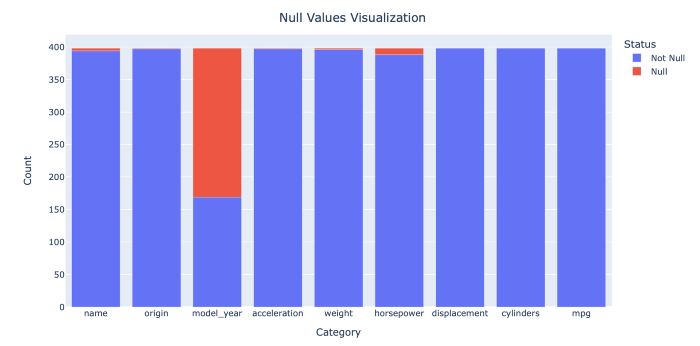 Null Values Visualization
Status
Not Null
Null
400
350
300
250
200
150
100
50
0
Count
name origin model_year acceleration weight horsepower displacement cylinders mpg
Category